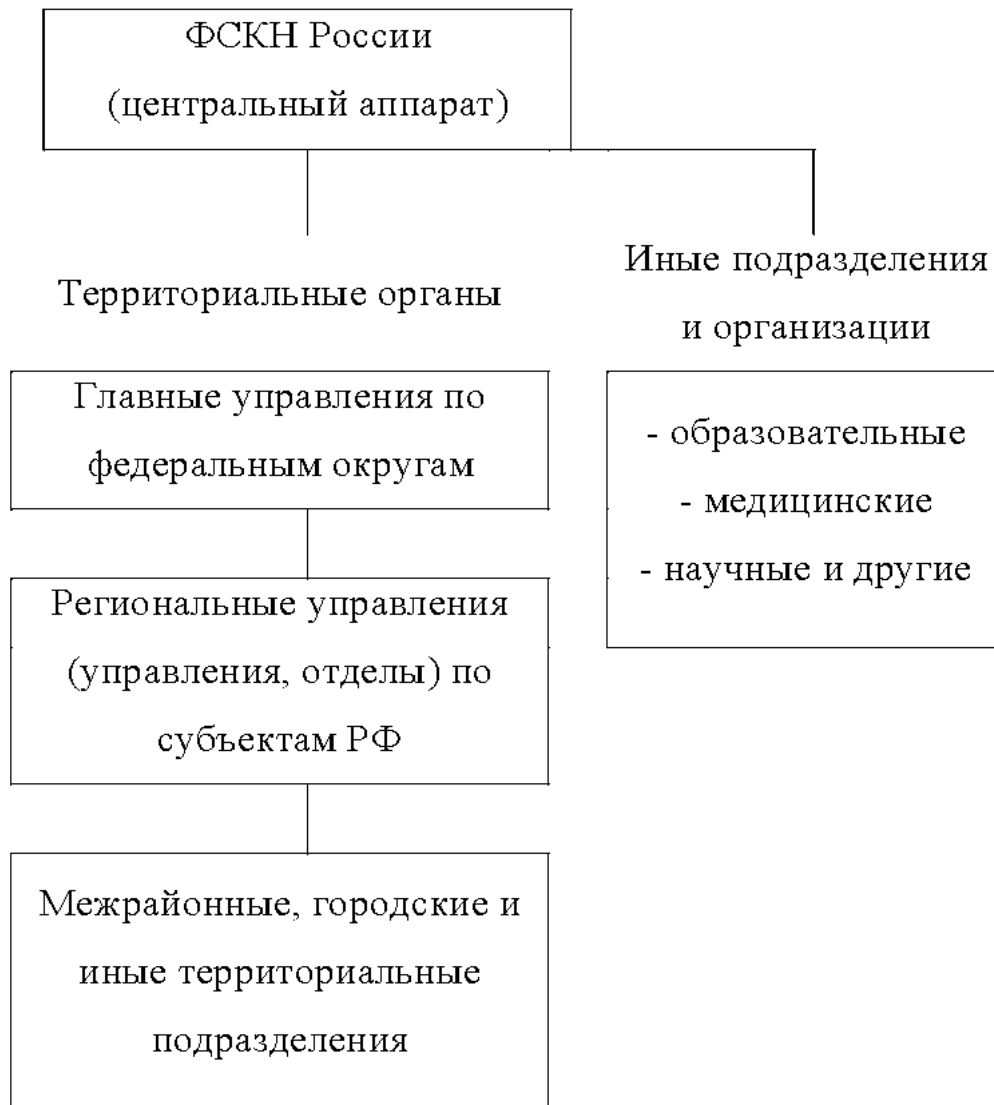 ФСКН России
(центральный аппарат)
Территориальные органы
Иные подразделения
и организации
Главные управления по
федеральным округам
- образовательные
- медицинские
- научные и другие
Региональные управления
(управления, отделы) по
субъектам РФ
Межрайонные, городские и
иные территориальные
подразделения